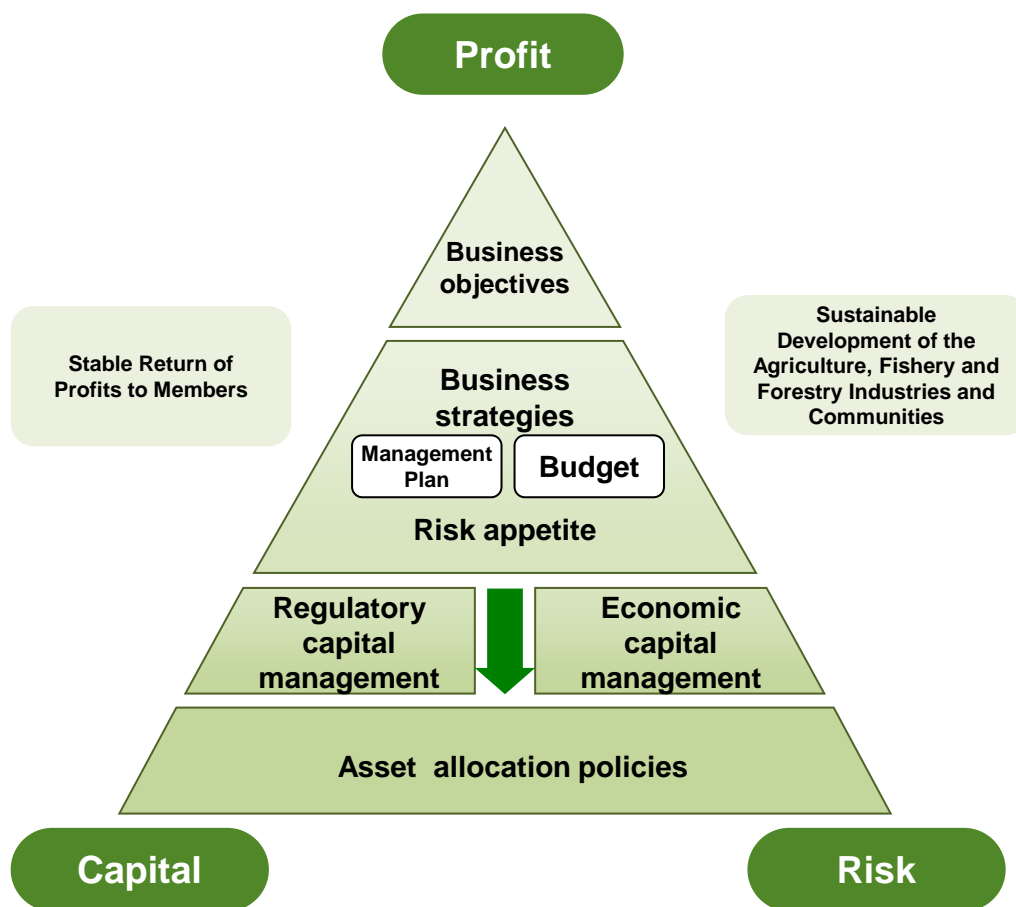 Profit
Business
objectives
Stable Return of
Profits to Members
Sustainable
Development of the
Agriculture, Fishery and
Forestry Industries and
Communities
Business
strategies
Management
Plan
Budget
Risk appetite
Regulatory
capital
management
Economic
capital
management
Asset allocation policies
Capital
Risk